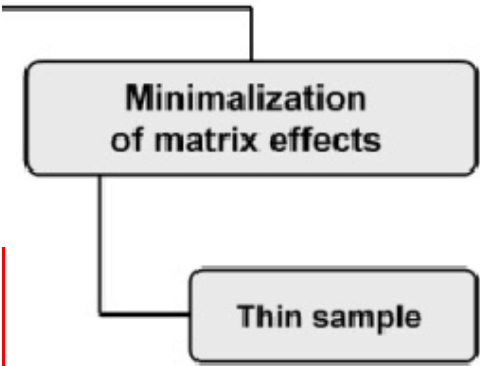 Minimalization
of matrix effects
Thin sample